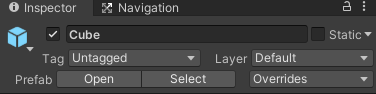 Inspector Navigation
Cube Static
Tag Untagged Layer Default
Prefab Open Select Overrides